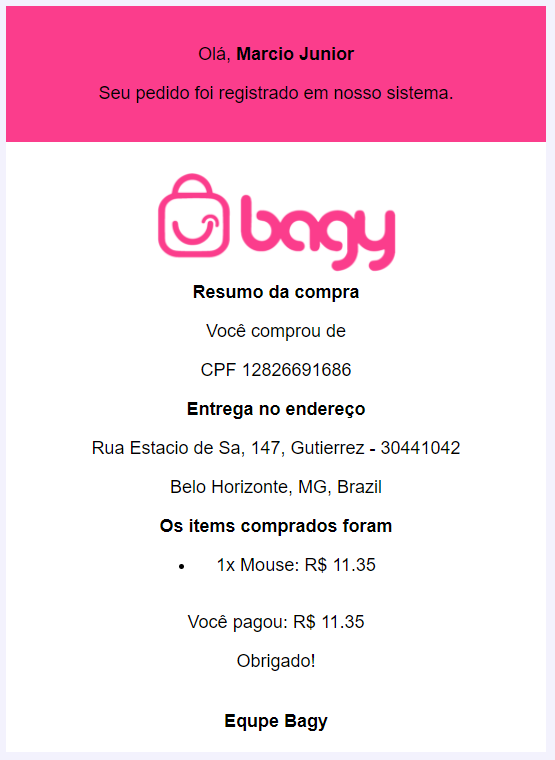 Olá, Marcio Junior
Seu pedido foi registrado em nosso sistema.
bagy
Resumo da compra
Você comprou de
CPF 12826691686
Entrega no endereço
Rua Estacio de Sa, 147, Gutierrez - 30441042
Belo Horizonte, MG, Brazil
Os items comprados foram
• 1x Mouse: R$ 11.35
Você pagou: R$ 11.35
Obrigado!
Equpe Bagy